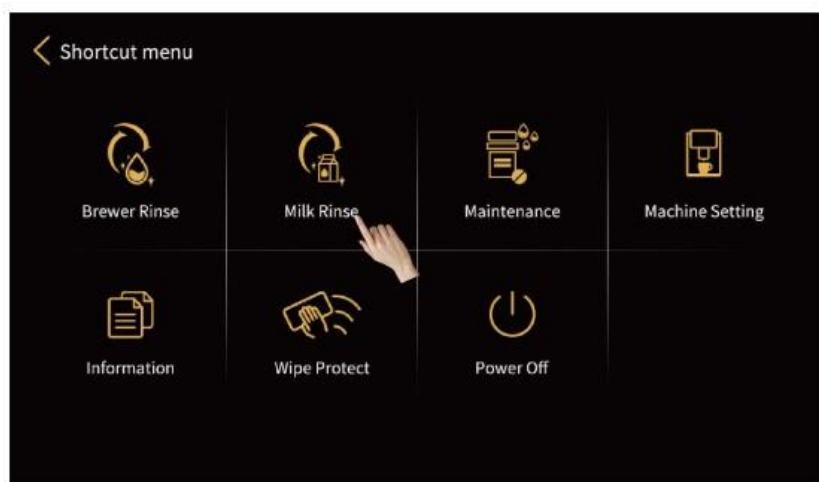 Shortcut menu
Brewer Rinse
Milk Rinse
Maintenance
Machine Setting
Information
Wipe Protect
Power Off